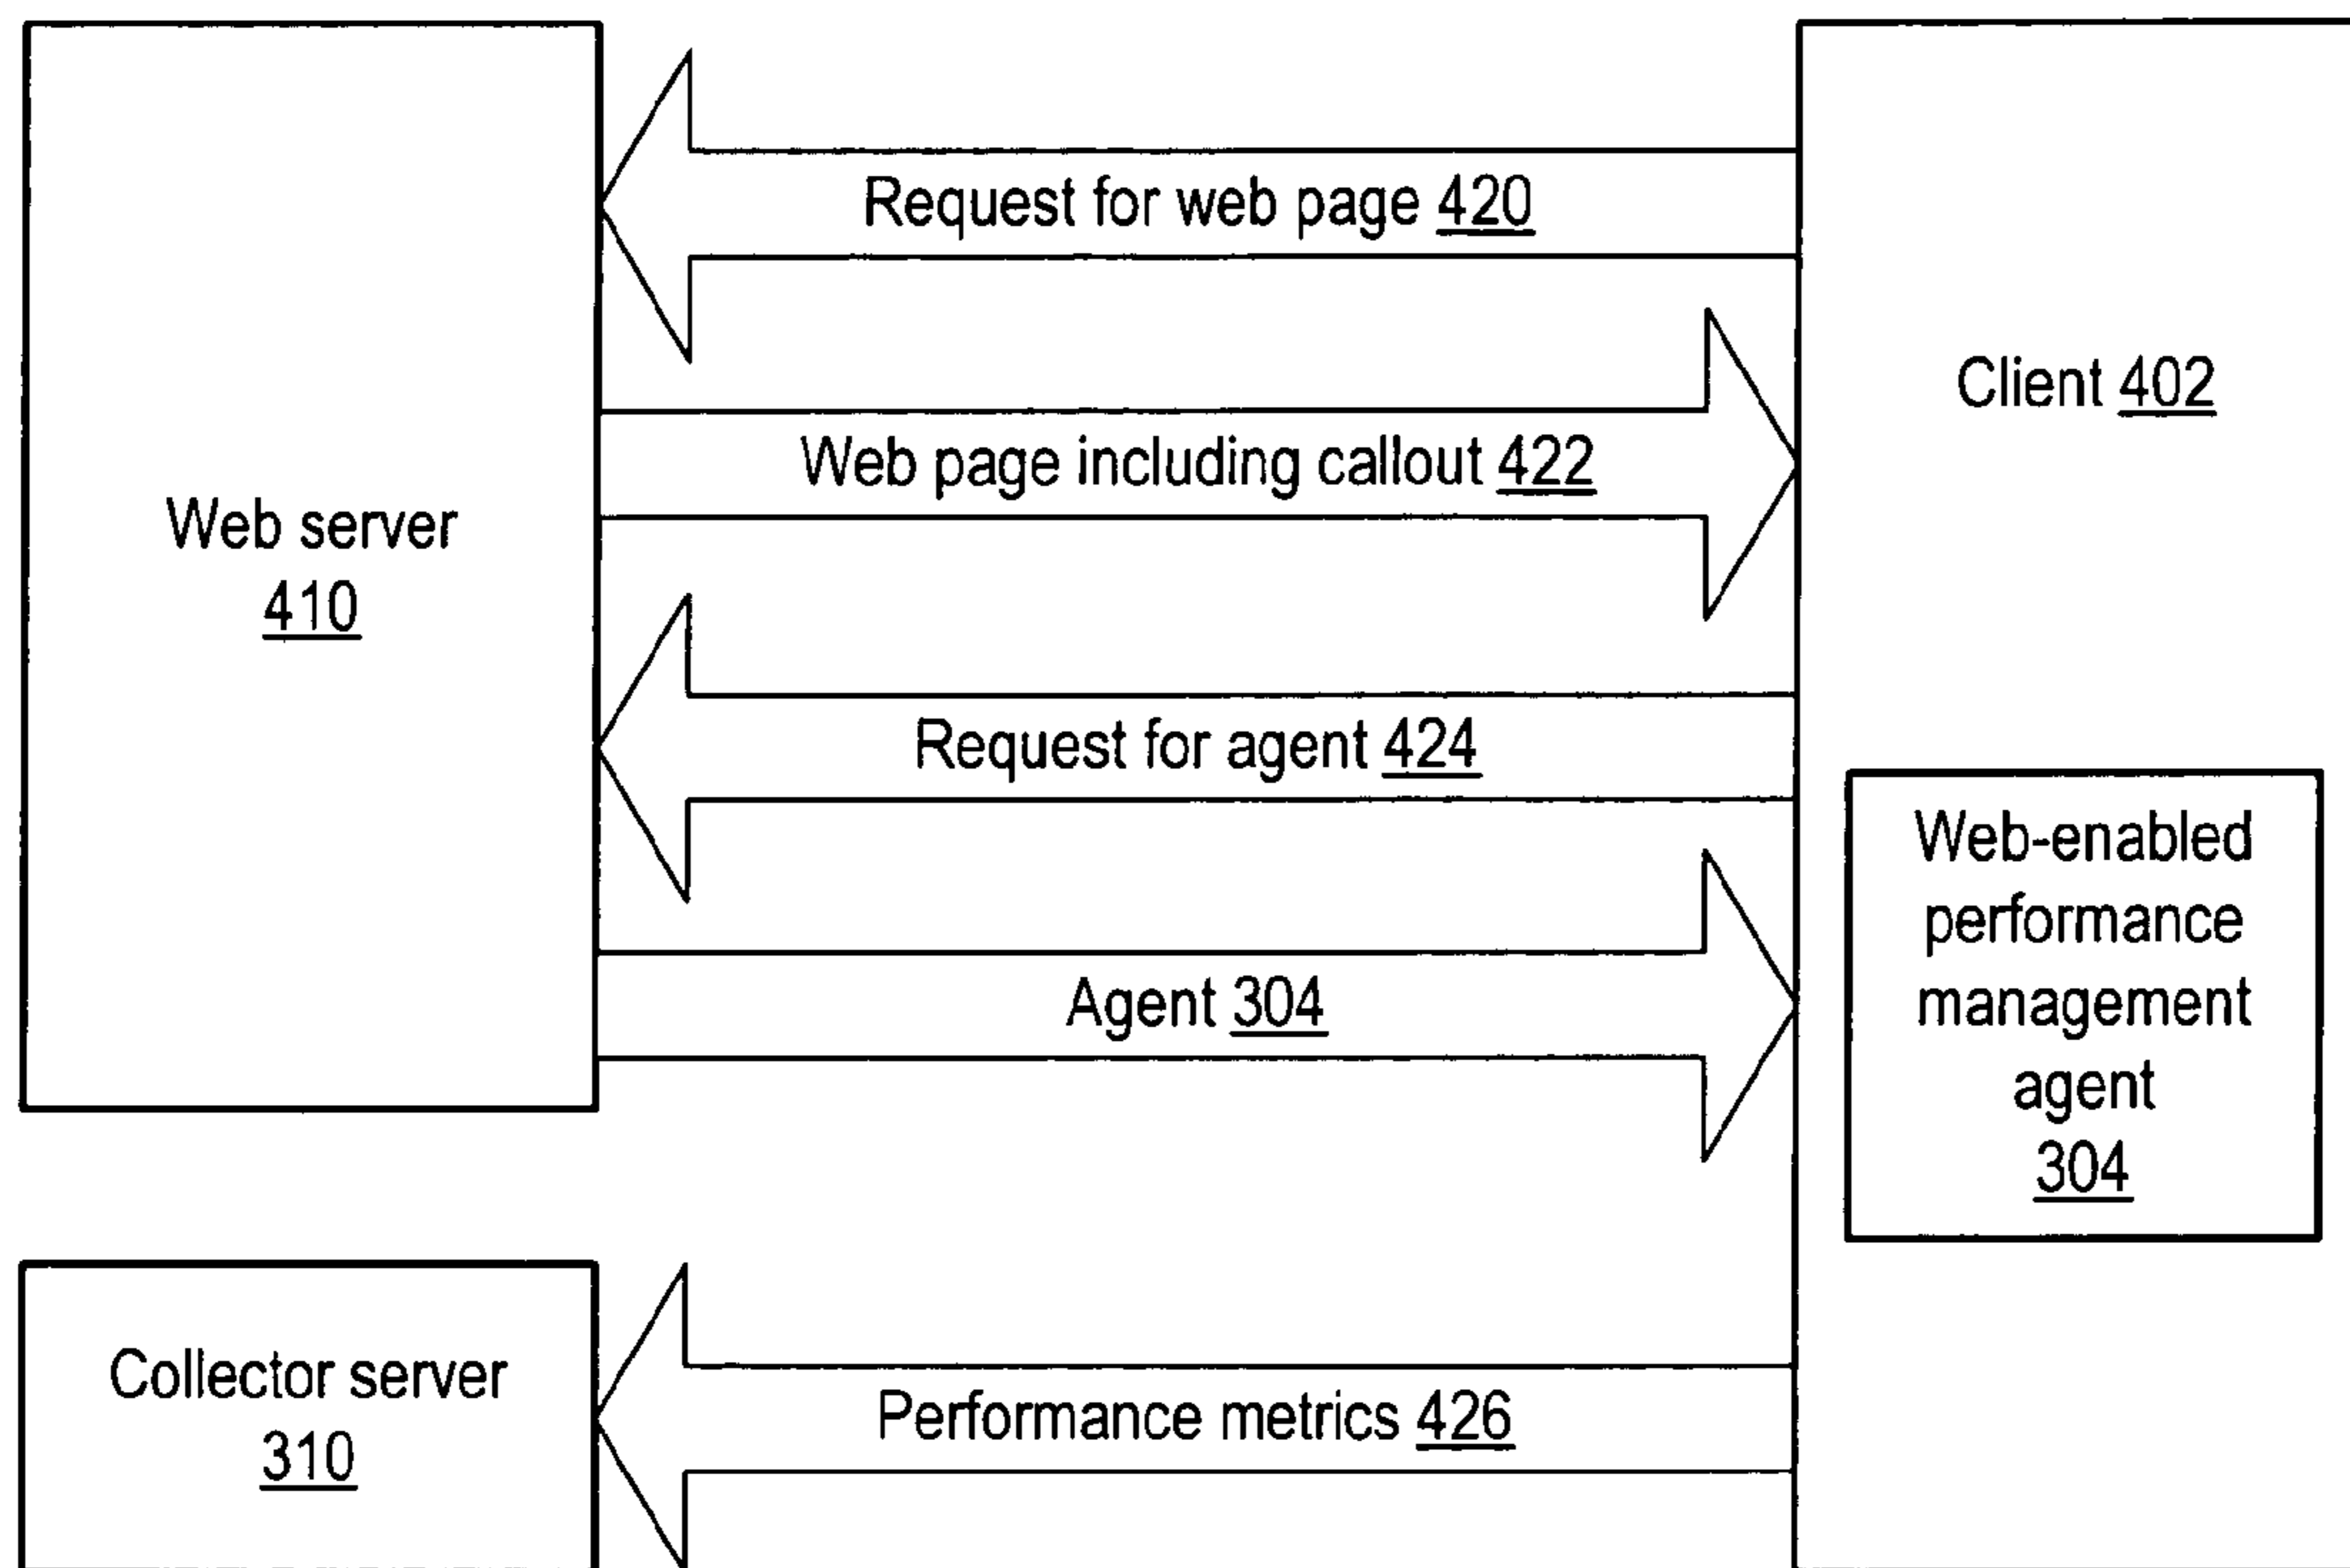 Request for web page 420
Client 402
Web page including callout 422
Web server
410
Request for agent 424
Web-enabled
performance
management
agent
304
Agent 304
Collector server
310
Performance metrics 426